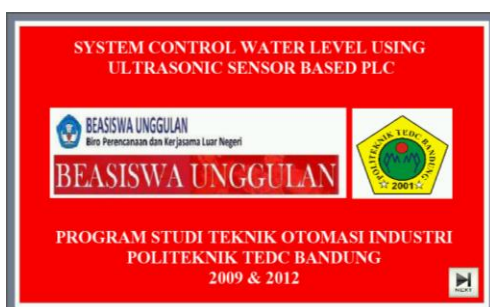 SYSTEM CONTROL WATER LEVEL USING
ULTRASONIC SENSOR BASED PLC
BEASISWA UNGGULAN
Biro Perencanaan dan Kerjasama Luar Negeri
BEASISWA UNGGULAN
POLITEKNIK TEDC BANDUNG
2001
PROGRAM STUDI TEKNIK OTOMASI INDUSTRI
POLITEKNIK TEDC BANDUNG
2009 & 2012
NEXT